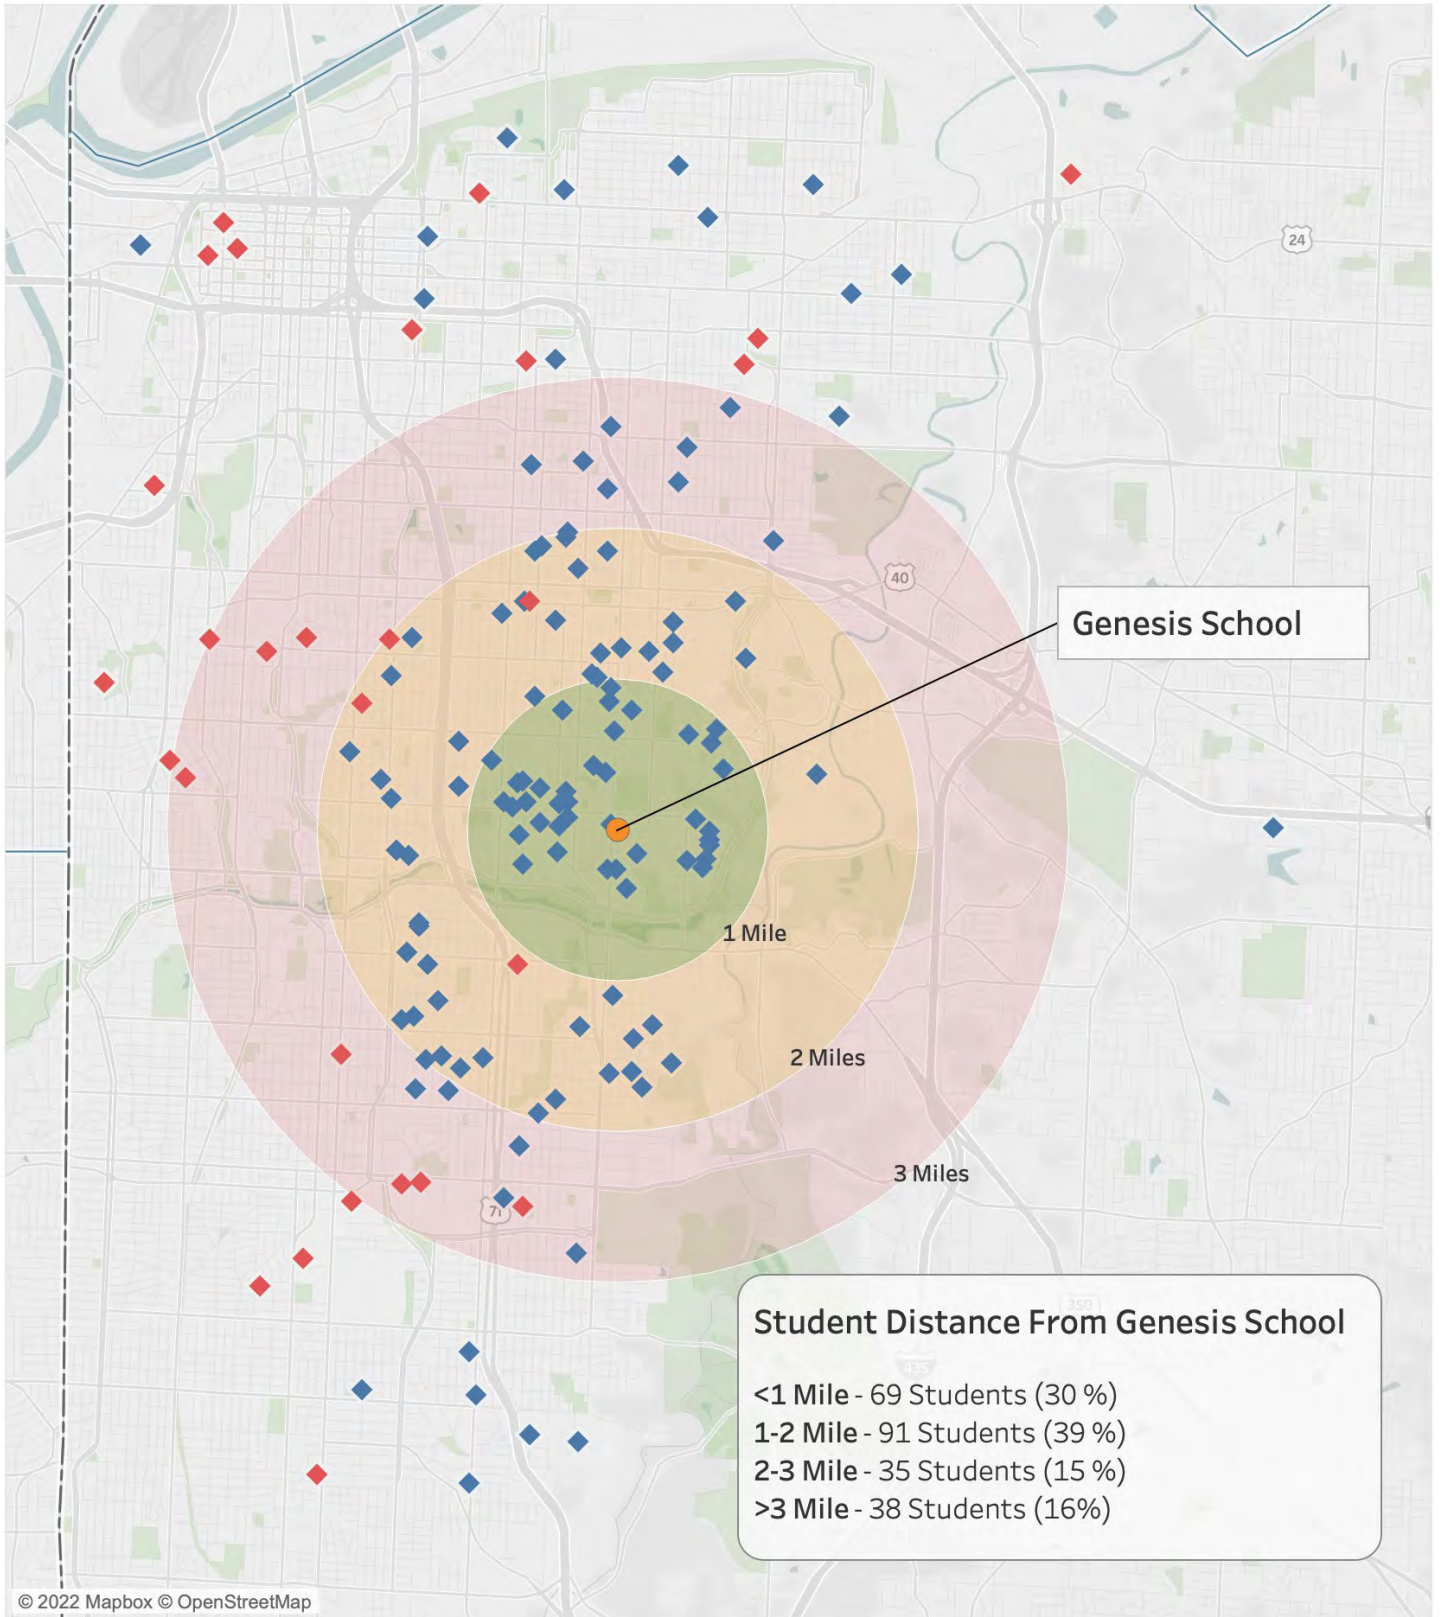 24
40
Genesis School
1 Mile
2 Miles
3 Miles
71
350
435
Student Distance From Genesis School
<1 Mile - 69 Students (30 %)
1-2 Mile - 91 Students (39 %)
2-3 Mile - 35 Students (15 %)
>3 Mile - 38 Students (16%)
© 2022 Mapbox © OpenStreetMap